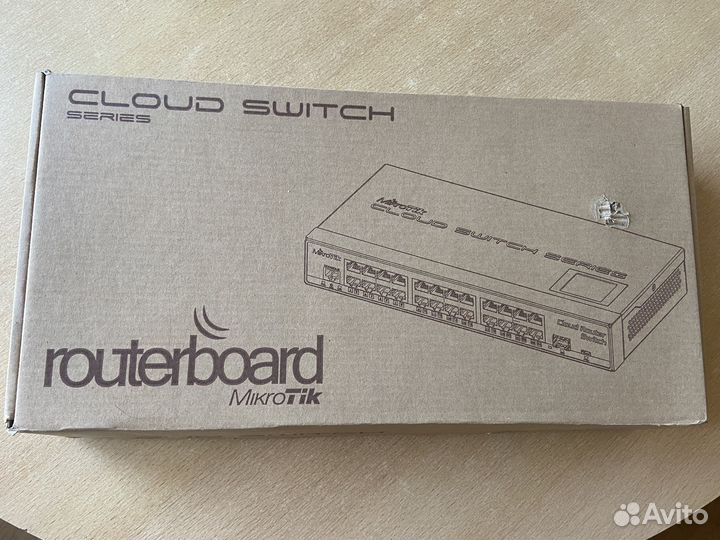 CLOUD SWITCH
SERIES
MikroTik
CLOUD SWITCH SERIES
MikroTik
Cloud Router
Switch
routerboard
MikroTik
Avito